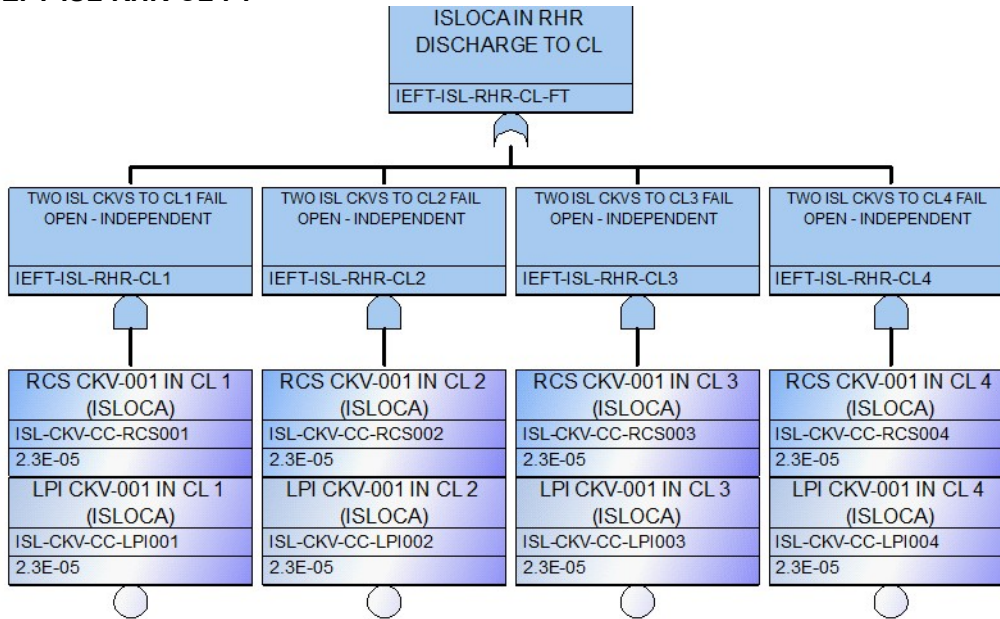 ISLOCA IN RHR
DISCHARGE TO CL
IEFT-ISL-RHR-CL-FT
TWO ISL CKVS TO CL1 FAIL
OPEN - INDEPENDENT
IEFT-ISL-RHR-CL1
TWO ISL CKVS TO CL2 FAIL
OPEN - INDEPENDENT
IEFT-ISL-RHR-CL2
TWO ISL CKVS TO CL3 FAIL
OPEN - INDEPENDENT
IEFT-ISL-RHR-CL3
TWO ISL CKVS TO CL4 FAIL
OPEN - INDEPENDENT
IEFT-ISL-RHR-CL4
RCS CKV-001 IN CL 1
(ISLOCA)
ISL-CKV-CC-RCS001
2.3E-05
RCS CKV-001 IN CL 2
(ISLOCA)
ISL-CKV-CC-RCS002
2.3E-05
RCS CKV-001 IN CL 3
(ISLOCA)
ISL-CKV-CC-RCS003
2.3E-05
RCS CKV-001 IN CL 4
(ISLOCA)
ISL-CKV-CC-RCS004
2.3E-05
LPI CKV-001 IN CL 1
(ISLOCA)
ISL-CKV-CC-LPI001
2.3E-05
LPI CKV-001 IN CL 2
(ISLOCA)
ISL-CKV-CC-LPI002
2.3E-05
LPI CKV-001 IN CL 3
(ISLOCA)
ISL-CKV-CC-LPI003
2.3E-05
LPI CKV-001 IN CL 4
(ISLOCA)
ISL-CKV-CC-LPI004
2.3E-05